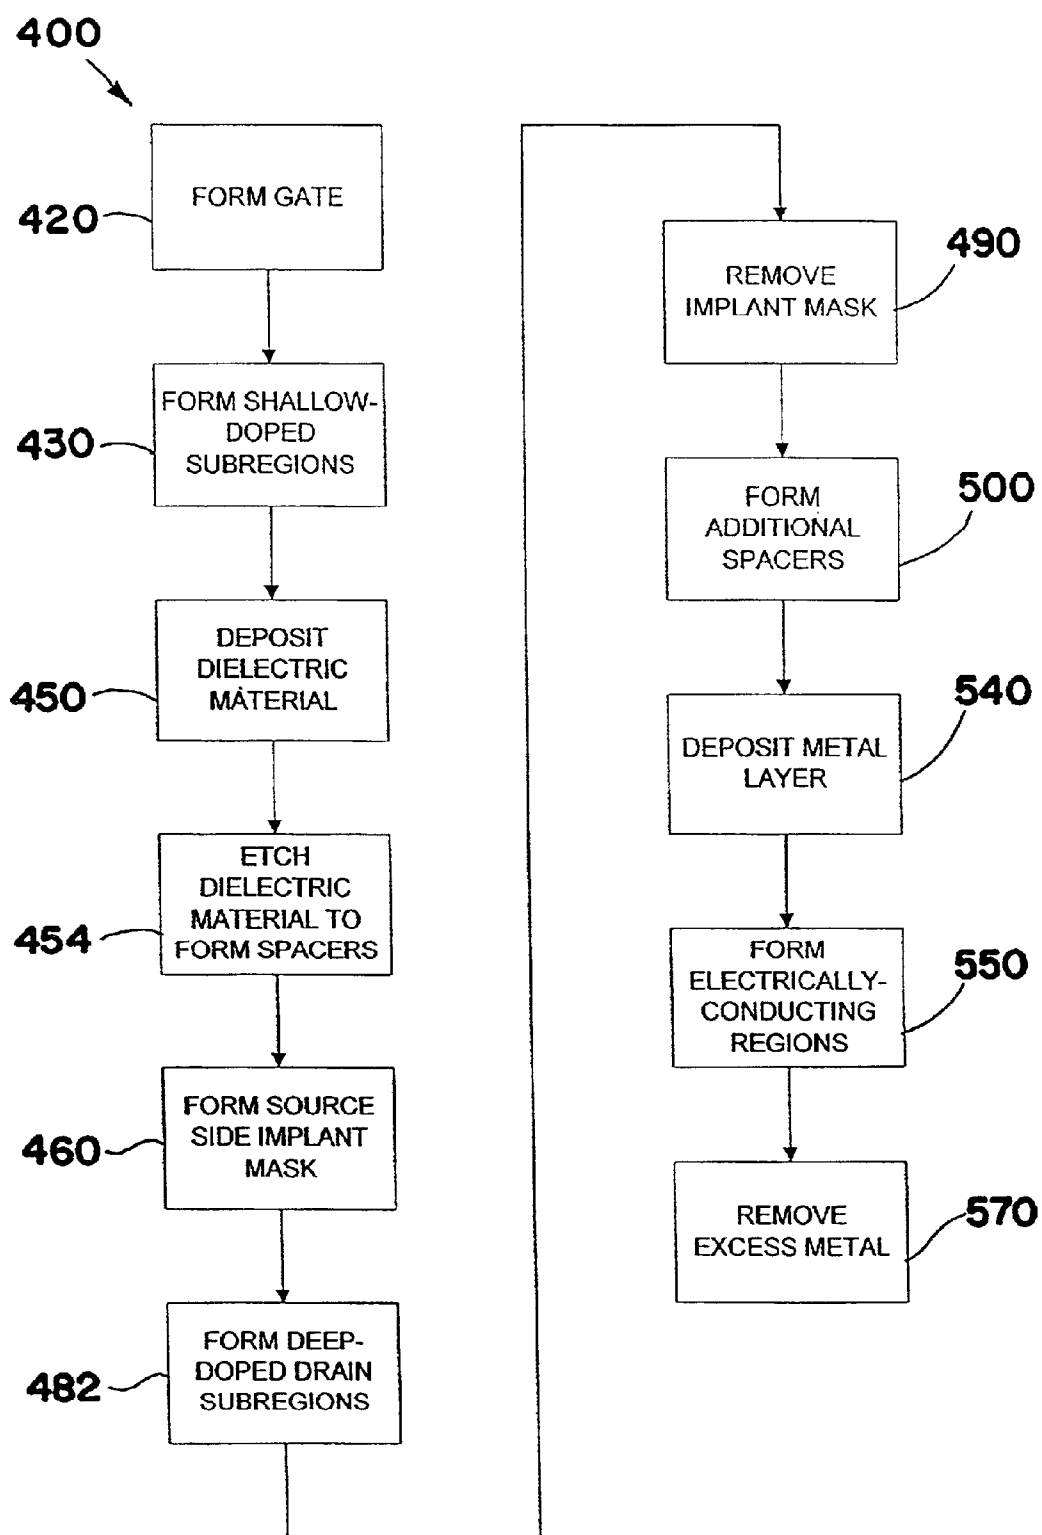 400
FORM GATE
420
FORM SHALLOW-
DOPED
SUBREGIONS
430
DEPOSIT
DIELECTRIC
MATERIAL
450
ETCH
DIELECTRIC
MATERIAL TO
FORM SPACERS
454
FORM SOURCE
SIDE IMPLANT
MASK
460
FORM DEEP-
DOPED DRAIN
SUBREGIONS
482
REMOVE
IMPLANT MASK
490
FORM
ADDITIONAL
SPACERS
500
DEPOSIT METAL
LAYER
540
FORM
ELECTRICALLY-
CONDUCTING
REGIONS
550
REMOVE
EXCESS METAL
570